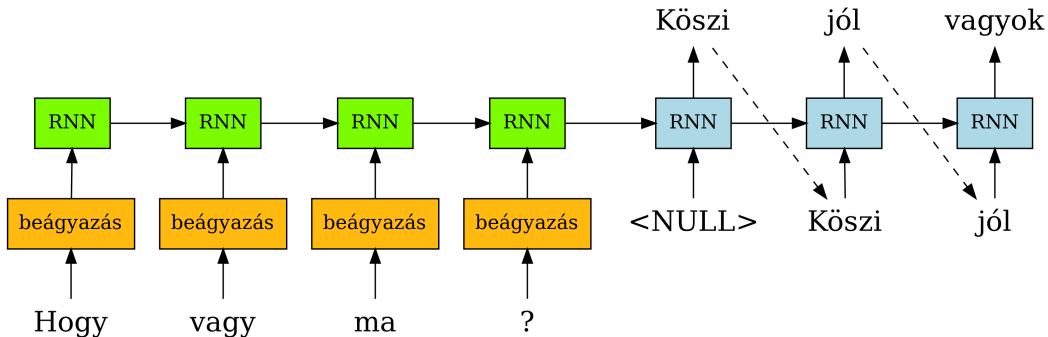 Köszi jól vagyok
RNN RNN RNN RNN RNN RNN RNN
beágyazás beágyazás beágyazás beágyazás <NULL> Köszi jól
Hogy vagy ma ?